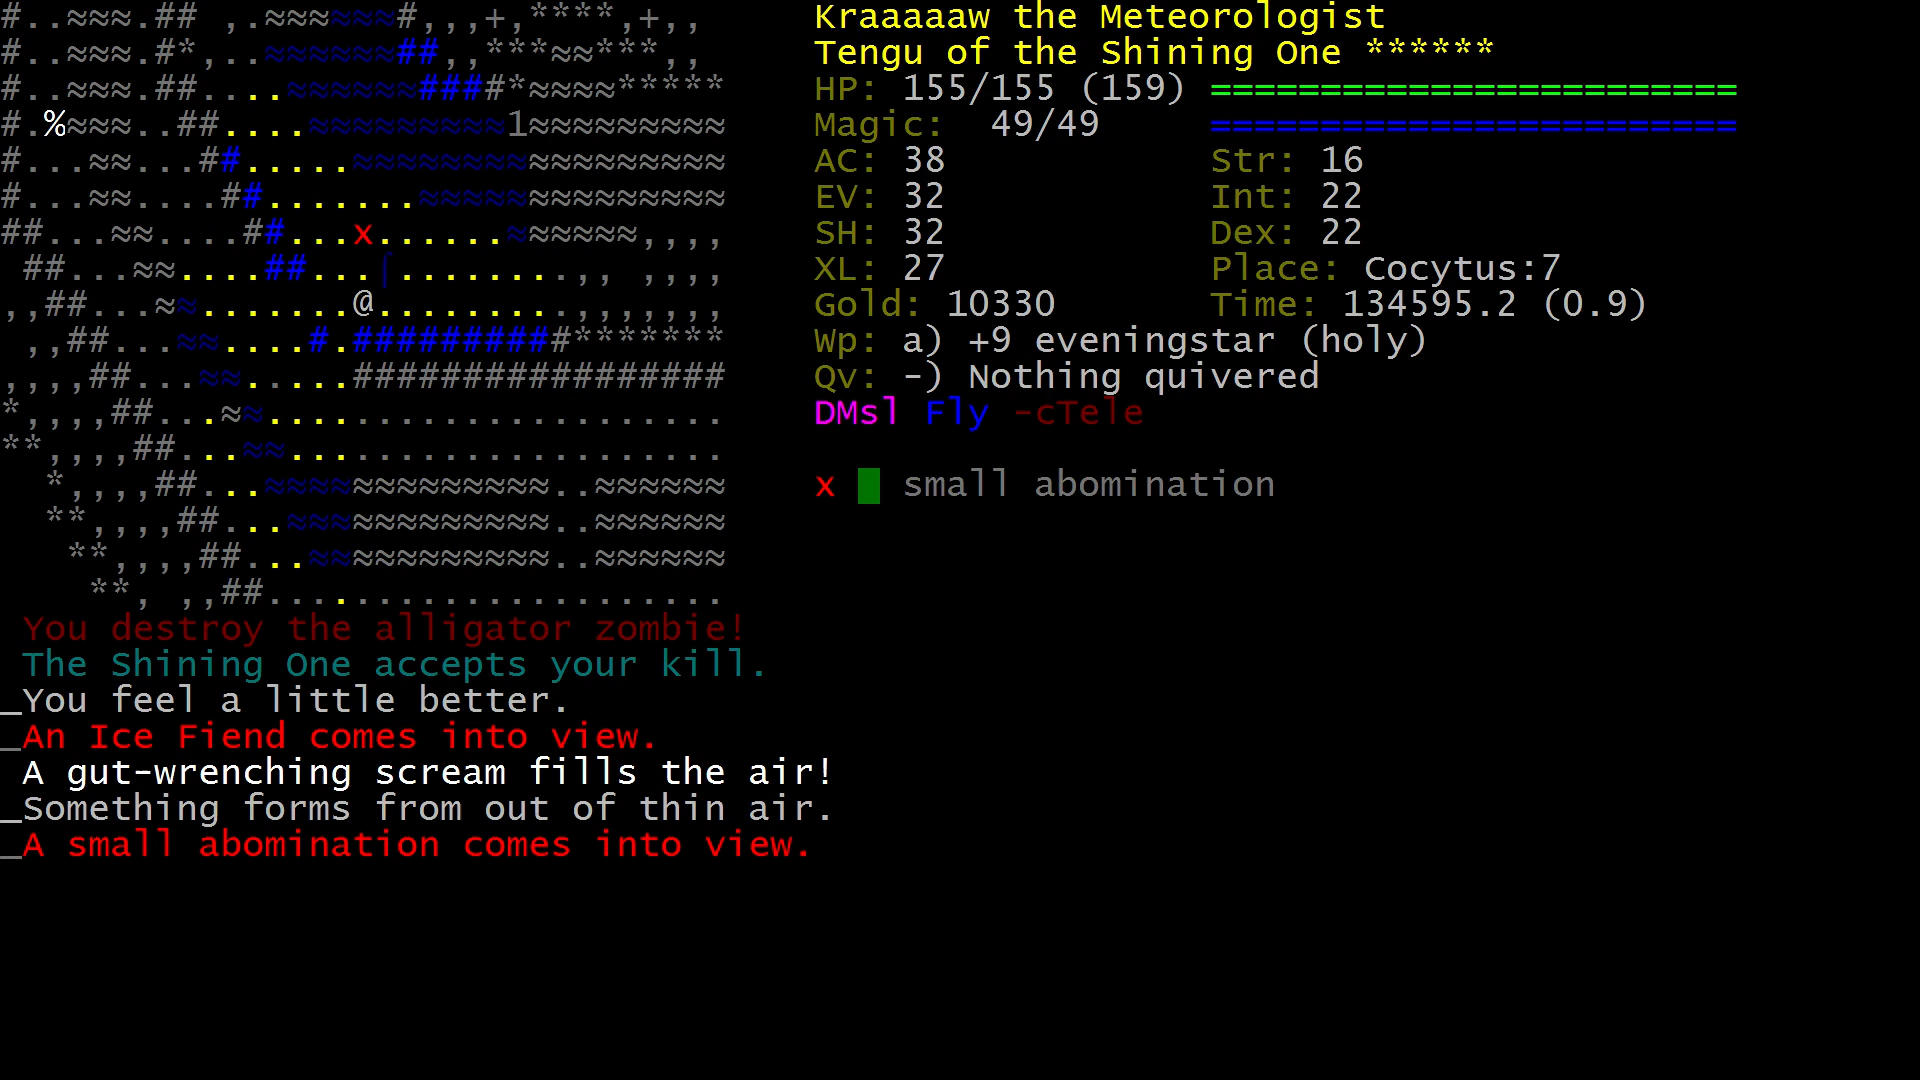 Kraaaaaw the Meteorologist
Tengu of the Shining One ******
HP: 155/155 (159) ========================
Magic: 49/49 ========================
AC: 38 Str: 16
EV: 32 Int: 22
SH: 32 Dex: 22
XL: 27 Place: Cocytus:7
Gold: 10330 Time: 134595.2 (0.9)
Wp: a) +9 eveningstar (holy)
Qv: -) Nothing quivered
DMsl Fly -cTele
x small abomination
You destroy the alligator zombie!
The Shining One accepts your kill.
_You feel a little better.
_An Ice Fiend comes into view.
A gut-wrenching scream fills the air!
_Something forms from out of thin air.
_A small abomination comes into view.